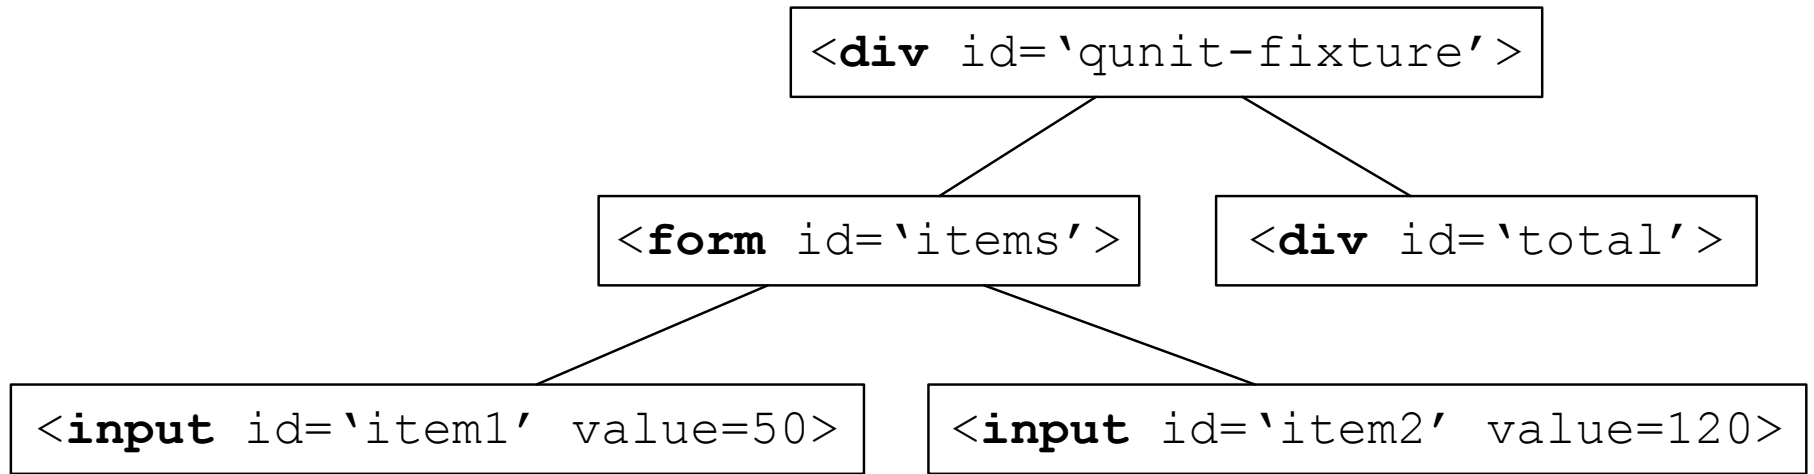 <div id=‘qunit-fixture’>
<form id=‘items’>
<div id=‘total’>
<input id=‘item1’ value=50>
<input id=‘item2’ value=120>